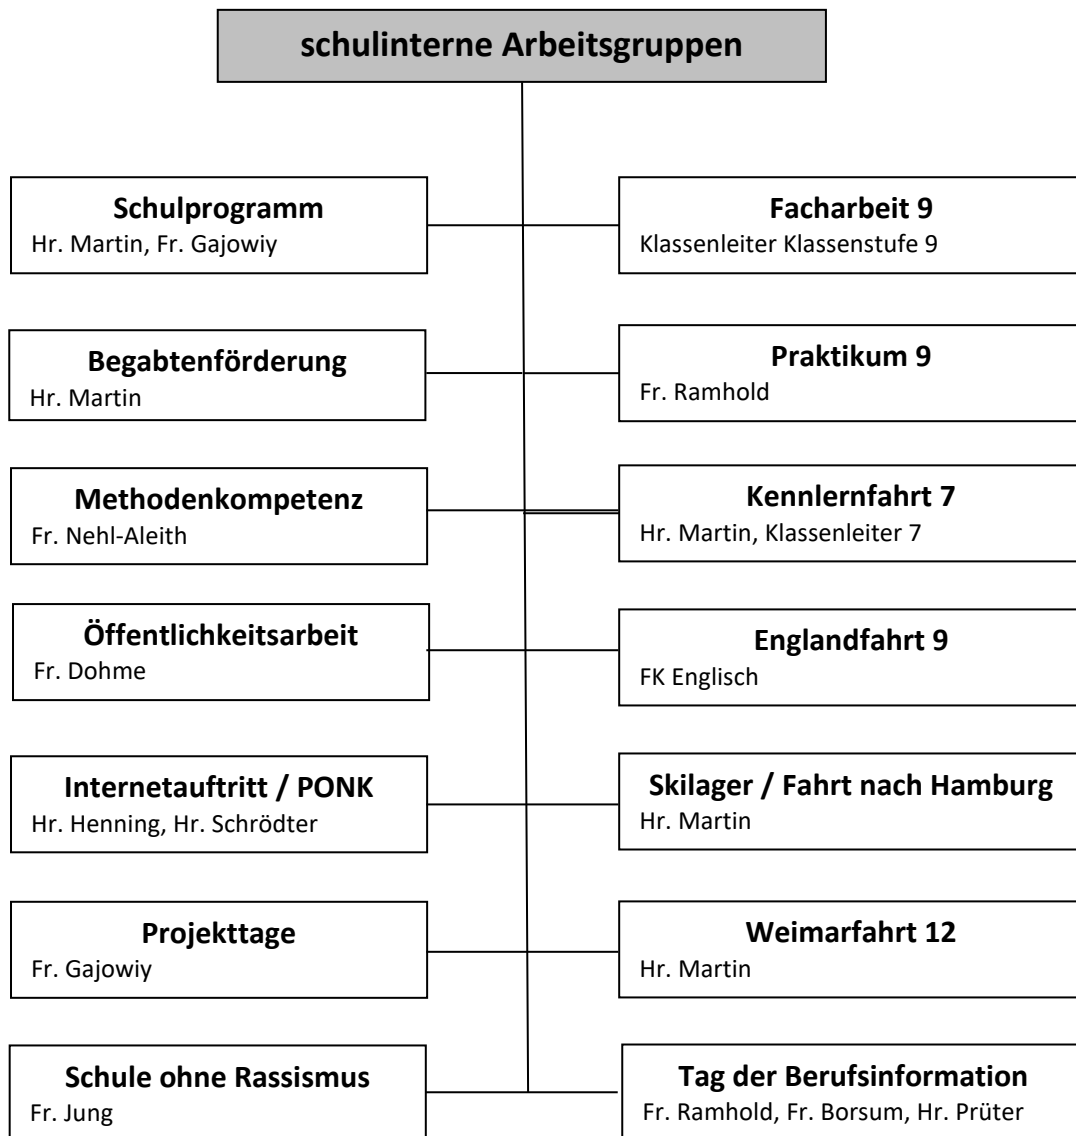 schulinterne Arbeitsgruppen
Schulprogramm
Hr. Martin, Fr. Gajowiy
Facharbeit 9
Klassenleiter Klassenstufe 9
Begabtenförderung
Hr. Martin
Praktikum 9
Fr. Ramhold
Methodenkompetenz
Fr. Nehl-Aleith
Kennlernfahrt 7
Hr. Martin, Klassenleiter 7
Öffentlichkeitsarbeit
Fr. Dohme
Englandfahrt 9
FK Englisch
Internetauftritt / PONK
Hr. Henning, Hr. Schrödter
Skilager / Fahrt nach Hamburg
Hr. Martin
Projekttage
Fr. Gajowiy
Weimarfahrt 12
Hr. Martin
Schule ohne Rassismus
Fr. Jung
Tag der Berufsinformation
Fr. Ramhold, Fr. Borsum, Hr. Prüter